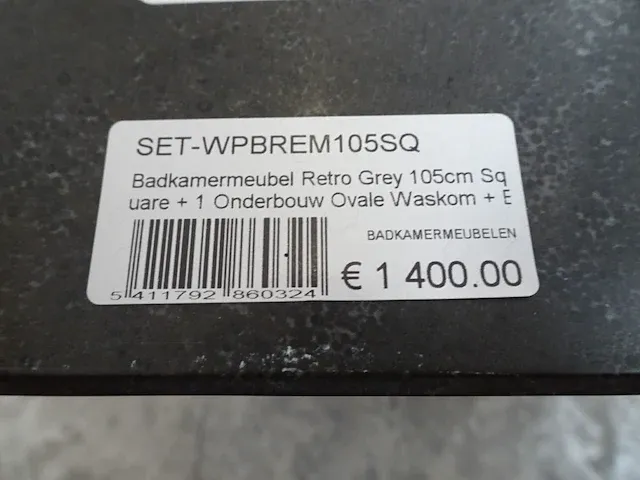 SET-WPBREM105SQ
Badkamermeubel Retro Grey 105cm Sq
uare + 1 Onderbouw Ovale Waskom + E
BADKAMERMEUBELEN
€ 1 400.00
5 411792 860324